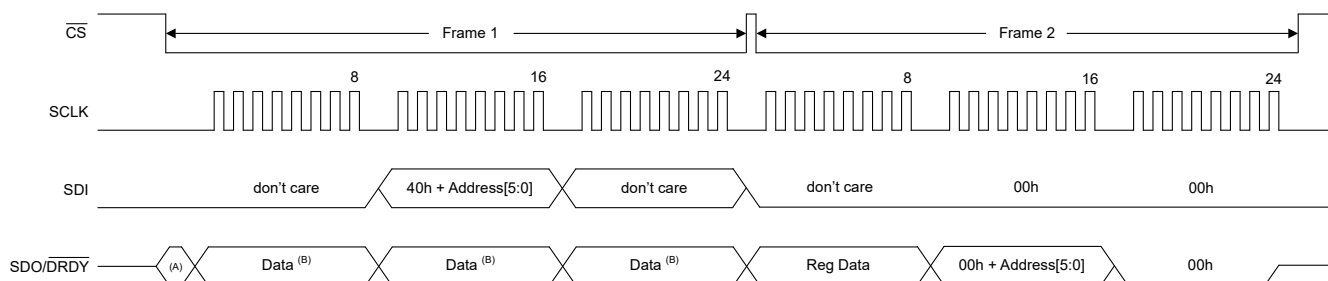 CS Frame 1 Frame 2
8 16 24 8 16 24
SCLK
SDI don't care 40h + Address[5:0] don't care don't care 00h 00h
SDO/DRDY (A) Data (B) Data (B) Data (B) Reg Data 00h + Address[5:0] 00h